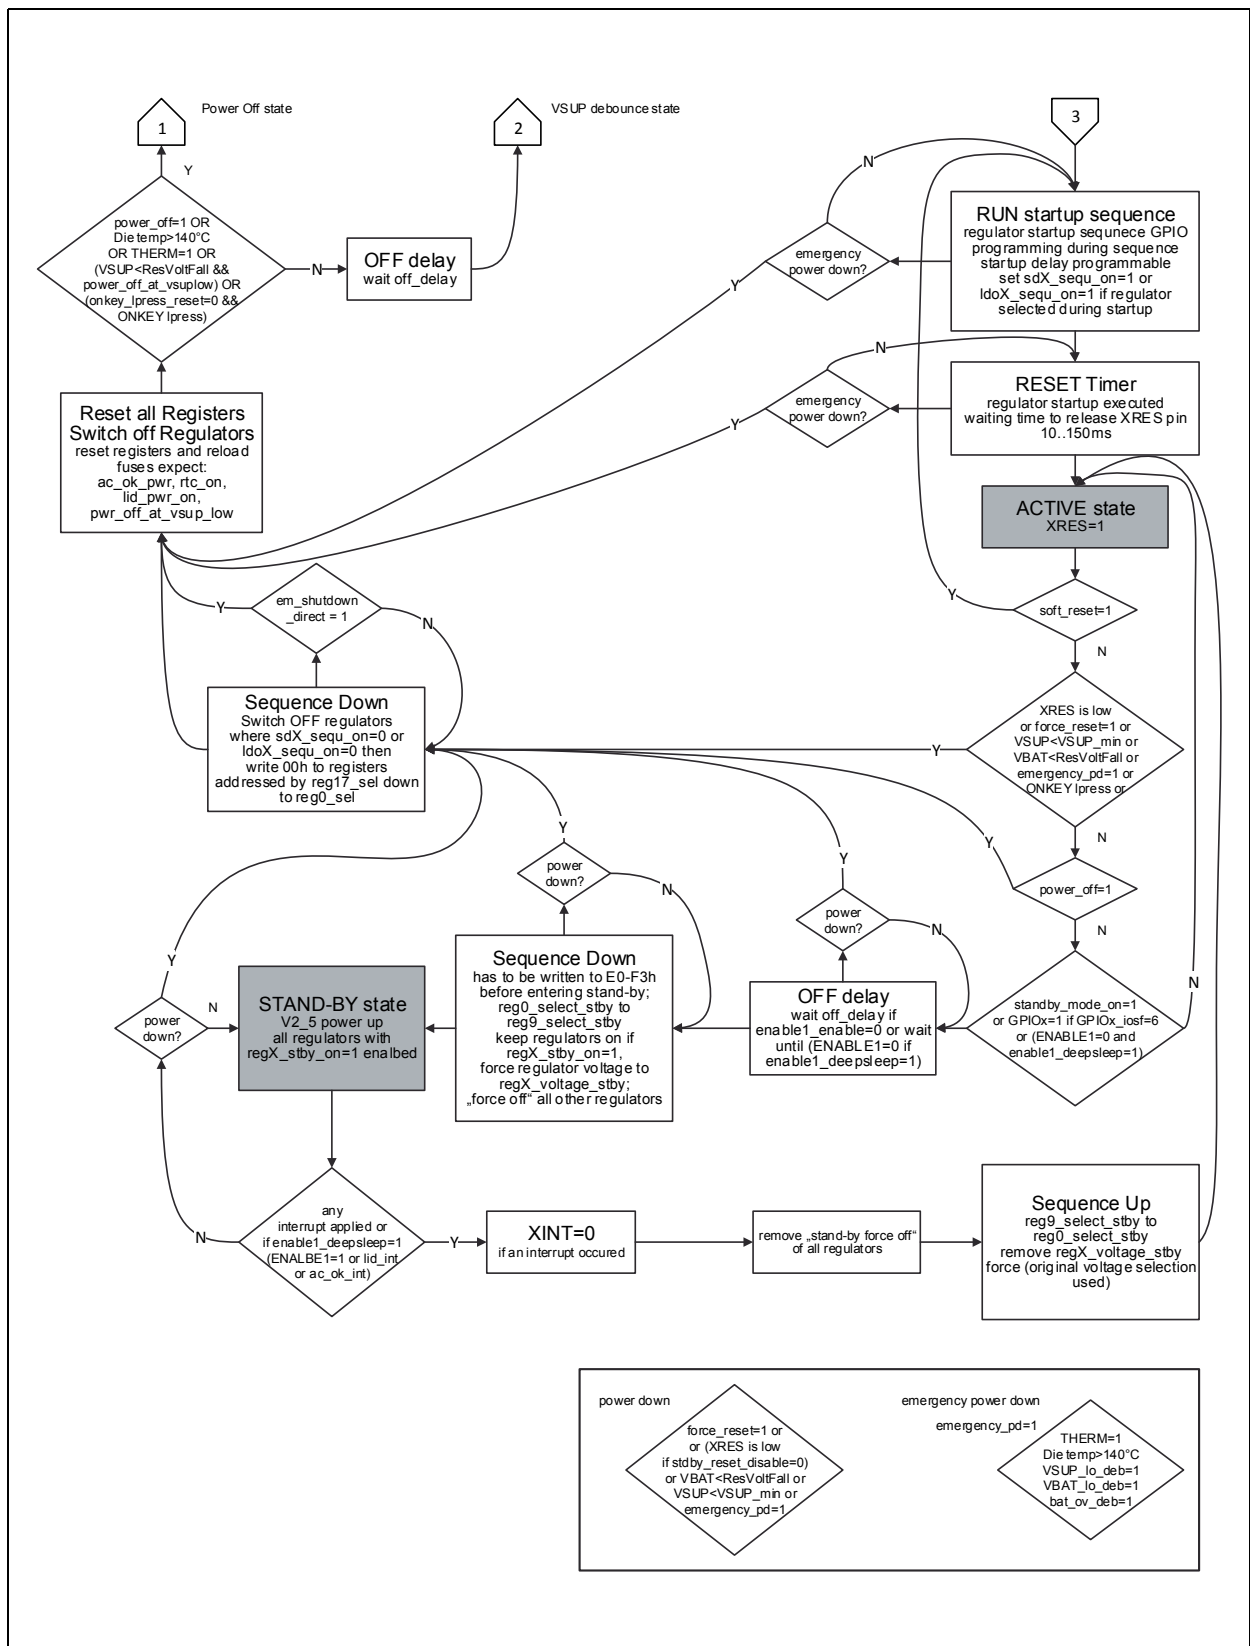 1
Power Off state
2
VSUP debounce state
3
Y
power_off=1 OR
Die temp>140°C
OR THERM=1 OR
(VSUP<ResVoltFall &&
power_off_at_vsuplow) OR
(onkey_lpress_reset=0 &&
ONKEY lpress)
N
OFF delay
wait off_delay
N
emergency
power down?
Y
RUN startup sequence
regulator startup sequnece GPIO
programming during sequence
startup delay programmable
set sdX_sequ_on=1 or
ldoX_sequ_on=1 if regulator
selected during startup
N
emergency
power down?
Y
RESET Timer
regulator startup executed
waiting time to release XRES pin
10..150ms
Reset all Registers
Switch off Regulators
reset registers and reload
fuses expect:
ac_ok_pwr, rtc_on,
lid_pwr_on,
pwr_off_at_vsup_low
ACTIVE state
XRES=1
Y
soft_reset=1
N
Y
em_shutdown
_direct = 1
N
Sequence Down
Switch OFF regulators
where sdX_sequ_on=0 or
ldoX_sequ_on=0 then
write 00h to registers
addressed by reg17_sel down
to reg0_sel
Y
XRES is low
or force_reset=1 or
VSUP<VSUP_min or
VBAT<ResVoltFall or
emergency_pd=1 or
ONKEY lpress or
N
Y
power_off=1
N
Y
power
down?
N
Y
power
down?
N
Y
power
down?
N
STAND-BY state
V2_5 power up
all regulators with
regX_stby_on=1 enalbed
Sequence Down
has to be written to E0-F3h
before entering stand-by;
reg0_select_stby to
reg9_select_stby
keep regulators on if
regX_stby_on=1,
force regulator voltage to
regX_voltage_stby;
„force off“ all other regulators
OFF delay
wait off_delay if
enable1_enable=0 or wait
until (ENABLE1=0 if
enable1_deepsleep=1)
standby_mode_on=1
or GPIOx=1 if GPIOx_iosf=6
or (ENABLE1=0 and
enable1_deepsleep=1)
N
N
any
interrupt applied or
if enable1_deepsleep=1
(ENALBE1=1 or lid_int
or ac_ok_int)
Y
XINT=0
if an interrupt occured
remove „stand-by force off“
of all regulators
Sequence Up
reg9_select_stby to
reg0_select_stby
remove regX_voltage_stby
force (original voltage selection
used)
power down
force_reset=1 or
or (XRES is low
if stdby_reset_disable=0)
or VBAT<ResVoltFall or
VSUP<VSUP_min or
emergency_pd=1
emergency power down
emergency_pd=1
THERM=1
Die temp>140°C
VSUP_lo_deb=1
VBAT_lo_deb=1
bat_ov_deb=1